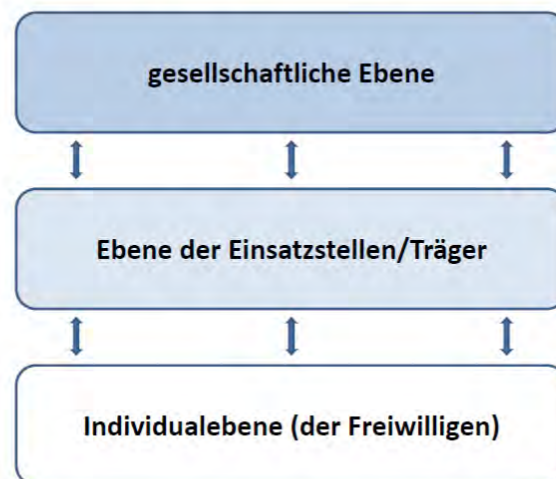 gesellschaftliche Ebene
Ebene der Einsatzstellen/Träger
Individualebene (der Freiwilligen)